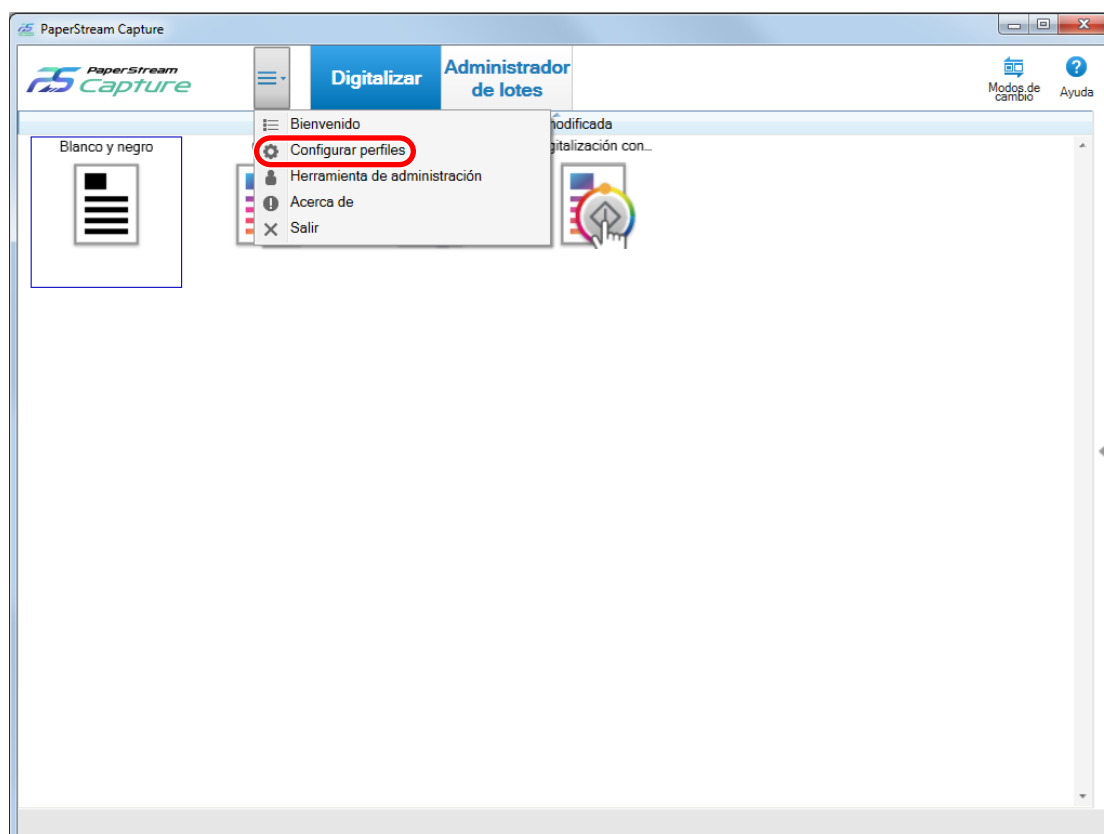 PaperStream Capture
PaperStream
Capture
Digitalizar
Administrador
de lotes
Modos de
cambio
Ayuda
Bienvenido
modificada
Blanco y negro
Configurar perfiles
gitalización con...
Herramienta de administración
Acerca de
Salir